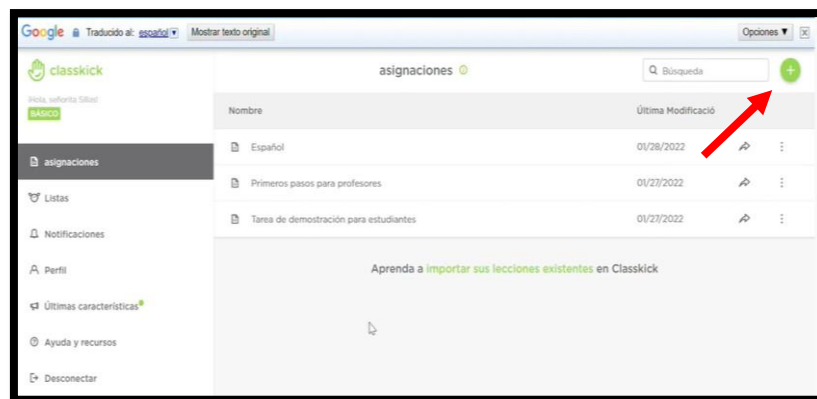 Google Traducido al: español Mostrar texto original Opciones ▼ x
classkick
asignaciones
Búsqueda
+
¡Hola, señorita
BÁSICO
Nombre
Última Modificació
asignaciones
Español 01/28/2022
Primeros pasos para profesores 01/27/2022
Listas
Tarea de demostración para estudiantes 01/27/2022
Notificaciones
Perfil
Aprenda a importar sus lecciones existentes en Classkick
Últimas características
Ayuda y recursos
Desconectar